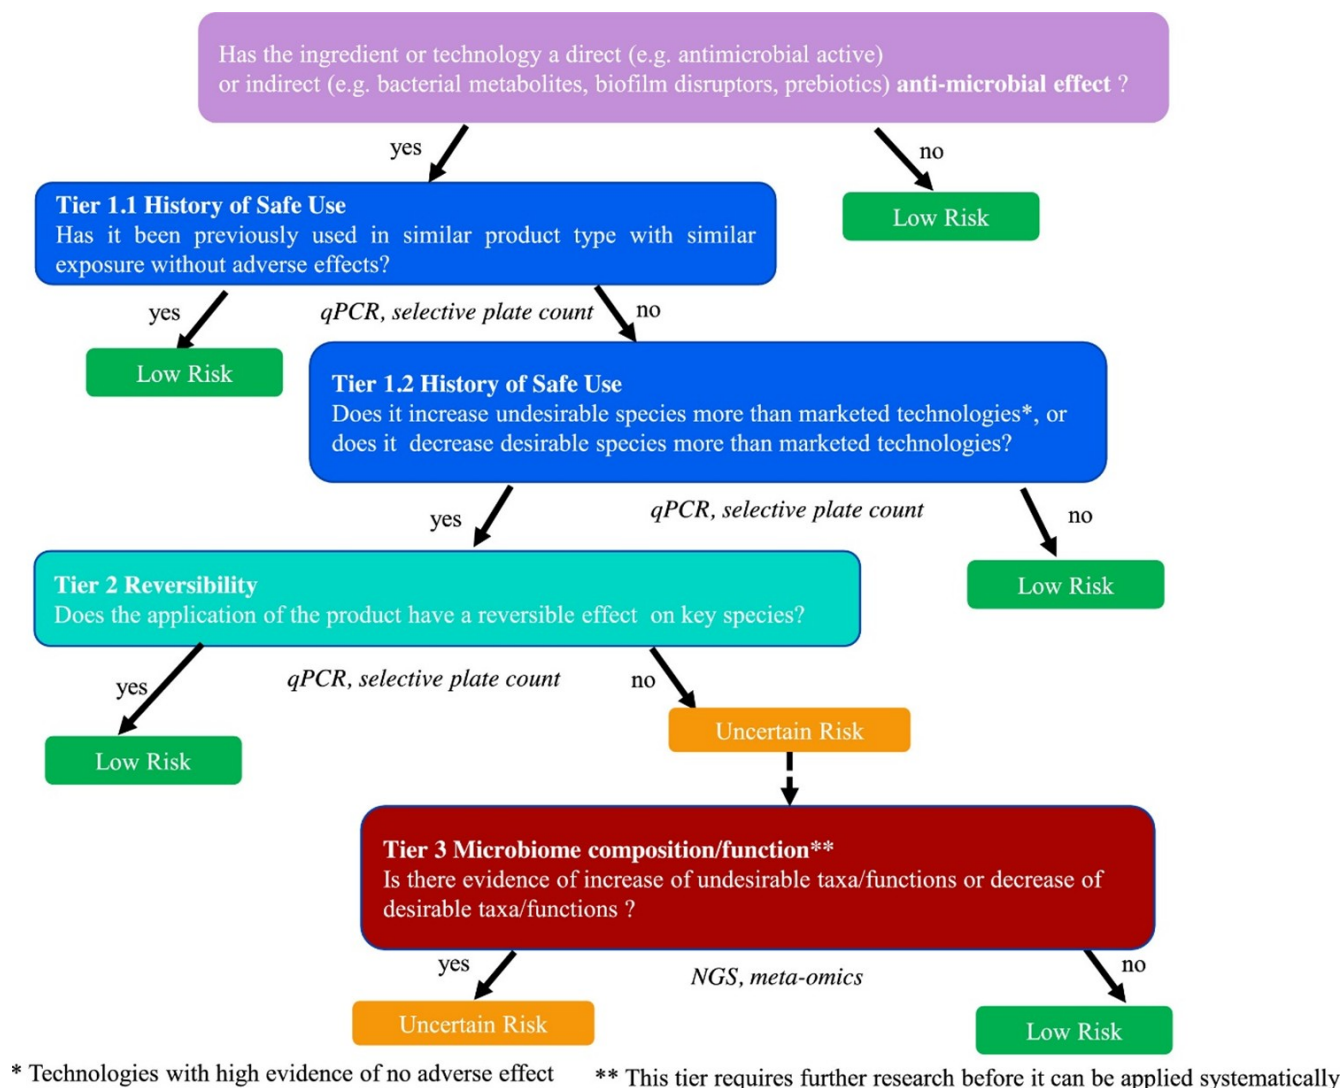 Has the ingredient or technology a direct (e.g. antimicrobial active)
or indirect (e.g. bacterial metabolites, biofilm disruptors, prebiotics) anti-microbial effect ?
yes
no
Tier 1.1 History of Safe Use
Has it been previously used in similar product type with similar
exposure without adverse effects?
Low Risk
yes
qPCR, selective plate count
no
Low Risk
Tier 1.2 History of Safe Use
Does it increase undesirable species more than marketed technologies*, or
does it decrease desirable species more than marketed technologies?
yes
qPCR, selective plate count
no
Tier 2 Reversibility
Does the application of the product have a reversible effect on key species?
Low Risk
yes
qPCR, selective plate count
no
Low Risk
Uncertain Risk
Tier 3 Microbiome composition/function**
Is there evidence of increase of undesirable taxa/functions or decrease of
desirable taxa/functions ?
yes
NGS, meta-omics
no
Uncertain Risk
Low Risk
* Technologies with high evidence of no adverse effect
** This tier requires further research before it can be applied systematically